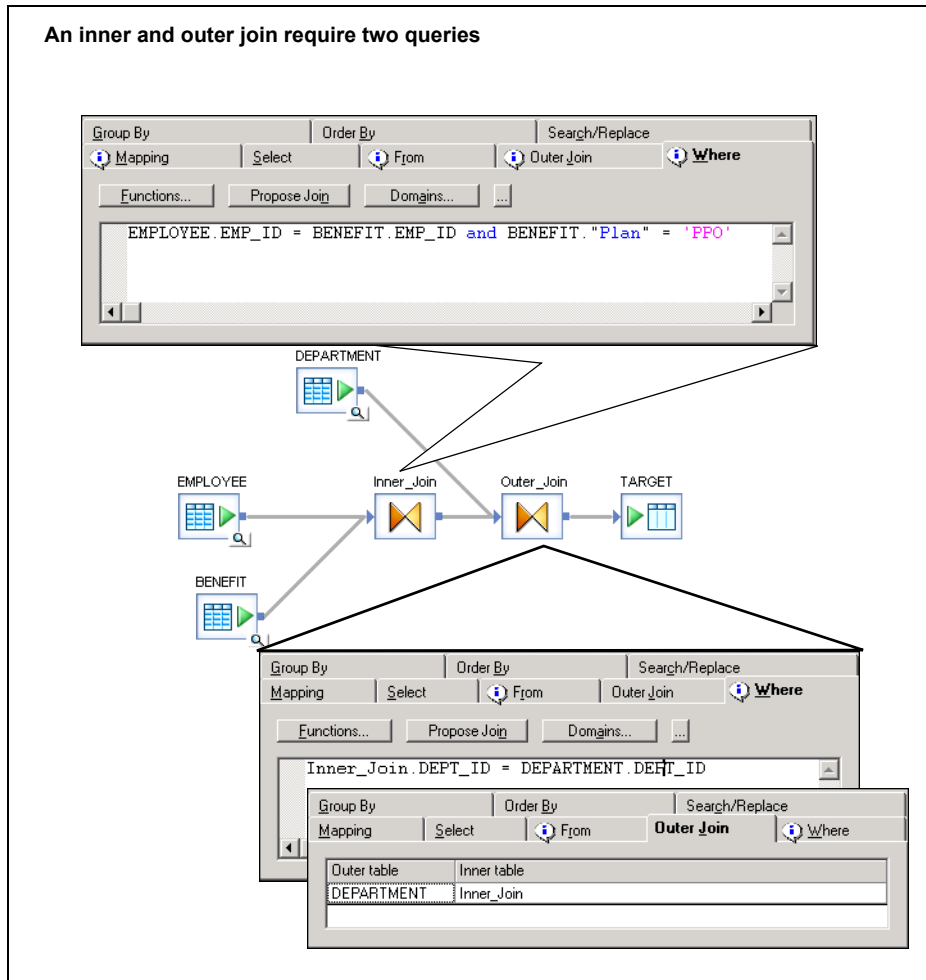 An inner and outer join require two queries
Group By Order By Search/Replace
Mapping Select From Outer Join Where
Functions... Propose Join Domains... ...
EMPLOYEE.EMP_ID = BENEFIT.EMP_ID and BENEFIT."Plan" = 'PPO'
DEPARTMENT
EMPLOYEE Inner_Join Outer_Join TARGET
BENEFIT
Group By Order By Search/Replace
Mapping Select From Outer Join Where
Functions... Propose Join Domains... ...
Inner_Join.DEPT_ID = DEPARTMENT.DEPT_ID
Group By Order By Search/Replace
Mapping Select From Outer Join Where
Outer table Inner table
DEPARTMENT Inner_Join